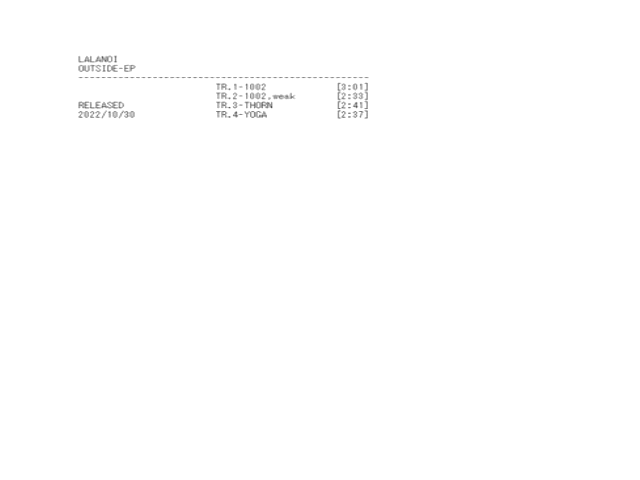 LALANOI
OUTSIDE-EP
TR.1-1002 [3:01]
TR.2-1002.weak [2:33]
RELEASED TR.3-THORN [2:41]
2022/10/30 TR.4-YOGA [2:37]